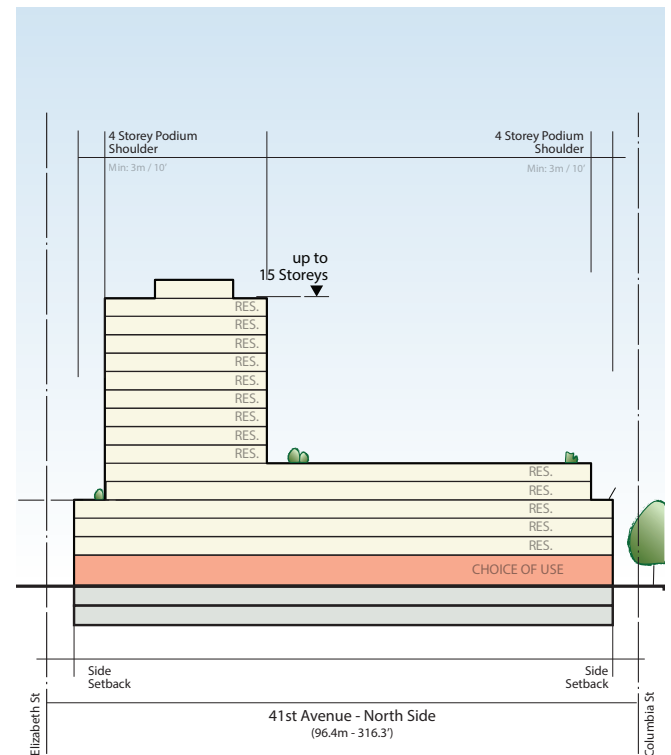 4 Storey Podium
Shoulder
Min: 3m / 10'
4 Storey Podium
Shoulder
Min: 3m / 10'
up to
15 Storeys
RES.
RES.
RES.
RES.
RES.
RES.
RES.
RES.
RES.
RES.
RES.
RES.
RES.
RES.
CHOICE OF USE
Side
Setback
Side
Setback
Elizabeth St
41st Avenue - North Side
(96.4m - 316.3')
Columbia St